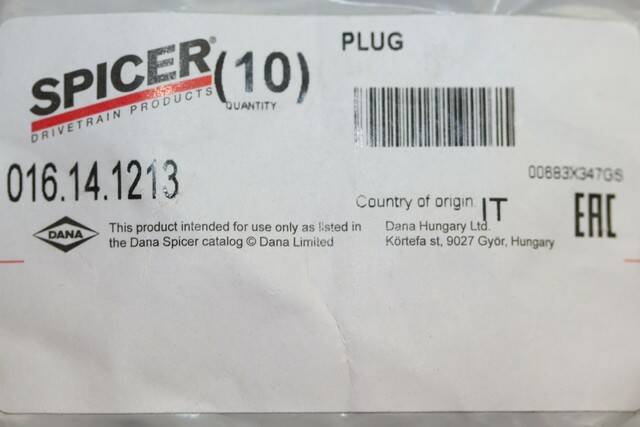 PLUG
SPICER®
(10)
DRIVETRAIN PRODUCTS
QUANTITY
00683X347GS
016.14.1213
Country of origin IT
EAC
DANA
This product intended for use only as listed in
the Dana Spicer catalog © Dana Limited
Dana Hungary Ltd.
Körtefa st, 9027 Györ, Hungary